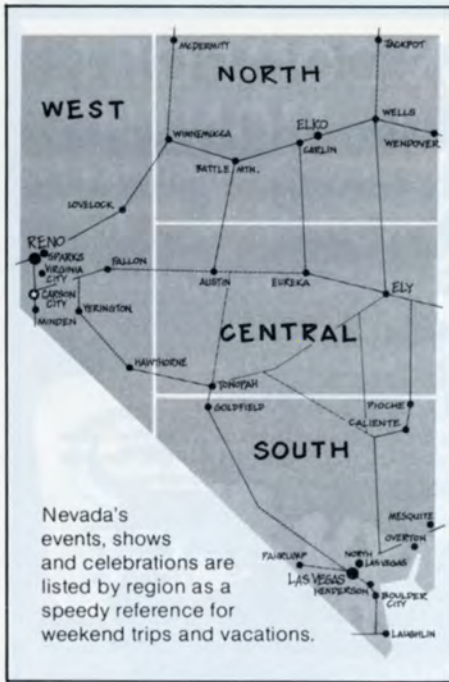 McDERMITT
JACKPOT
NORTH
WEST
WELLS
ELKO
WINNEMUCCA
WENDOVER
CARLIN
BATTLE MTN.
LOVELOCK
RENO
SPARKS
VIRGINIA
CITY
FALLON
AUSTIN
EUREKA
ELY
CARSON
CITY
MINDEN
YERINGTON
CENTRAL
HAWTHORNE
TONOPAH
GOLDFIELD
PIOCHE
CALIENTE
SOUTH
MESQUITE
OVERTON
Nevada's
events, shows
and celebrations are
listed by region as a
speedy reference for
weekend trips and vacations.
PAHRUMP
NORTH
LAS VEGAS
LAS VEGAS
HENDERSON
BOULDER
CITY
LAUGHLIN